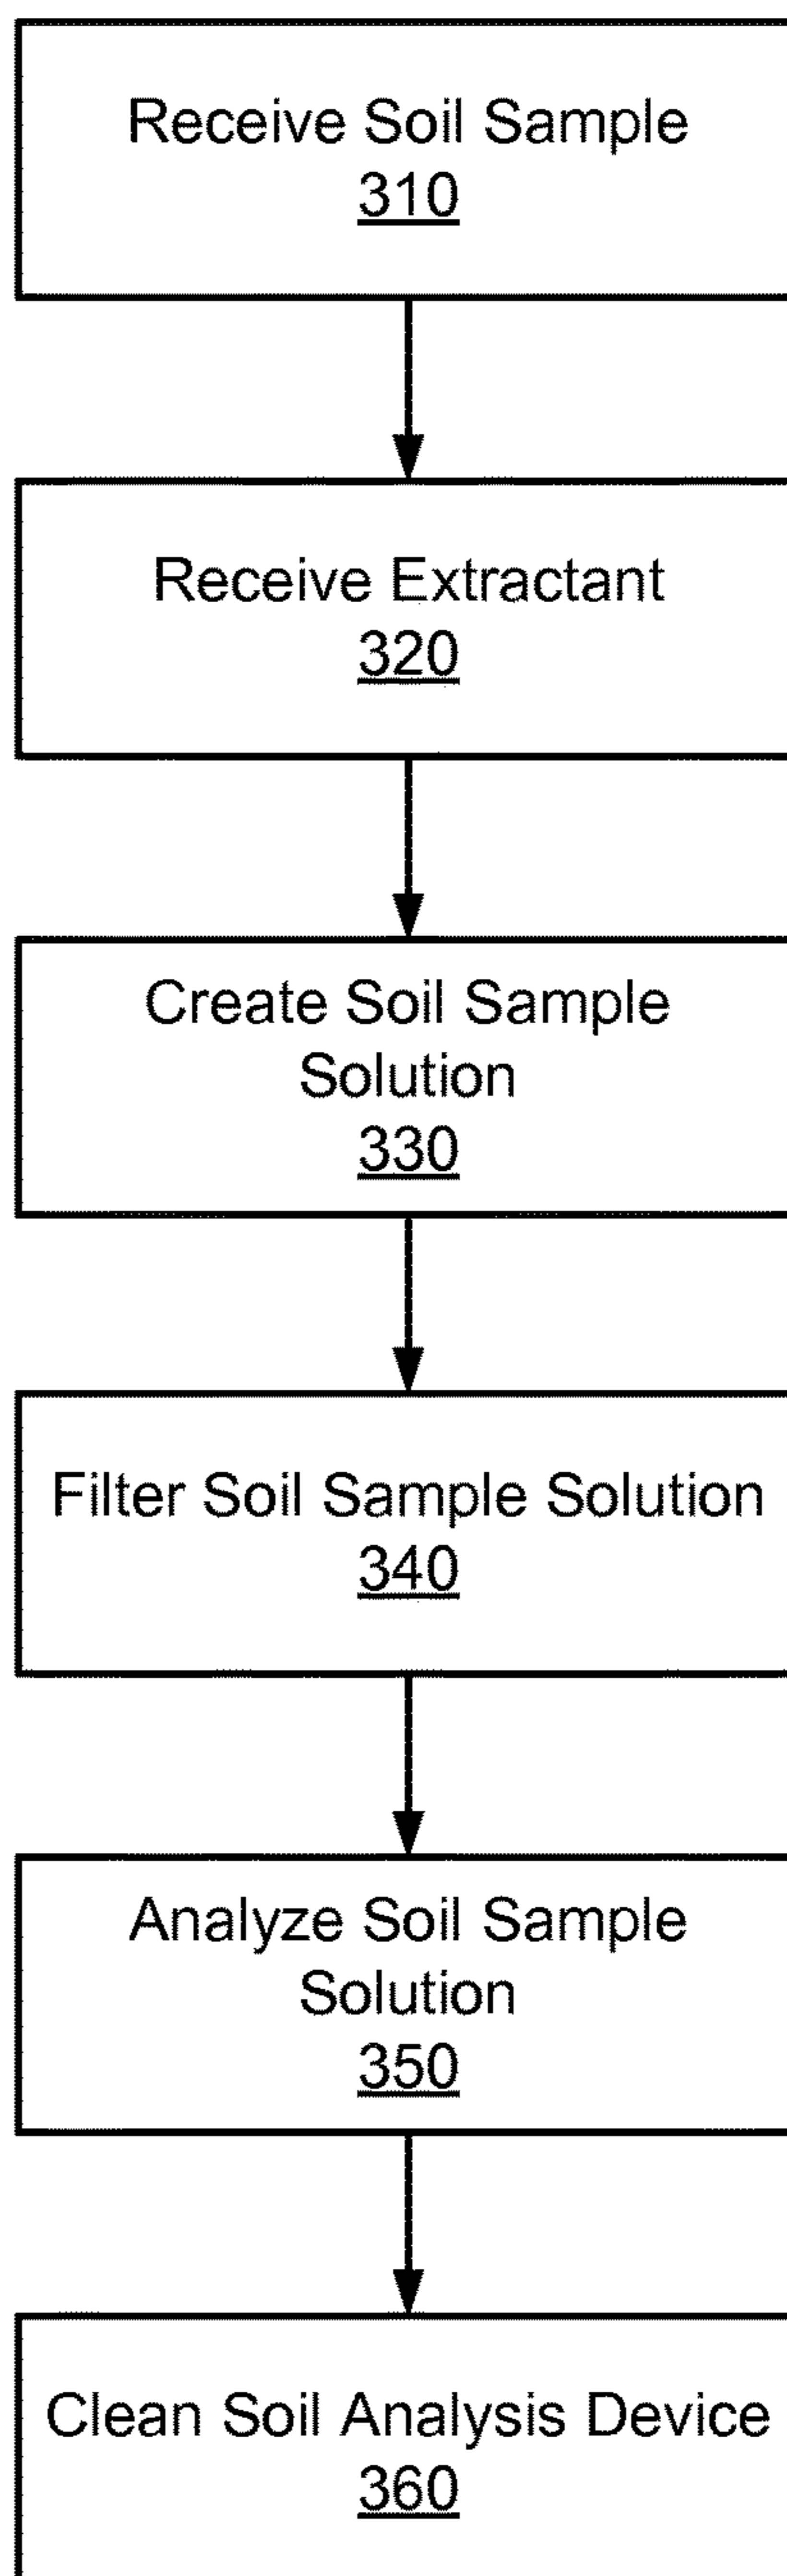 Receive Soil Sample
310
Receive Extractant
320
Create Soil Sample
Solution
330
Filter Soil Sample Solution
340
Analyze Soil Sample
Solution
350
Clean Soil Analysis Device
360